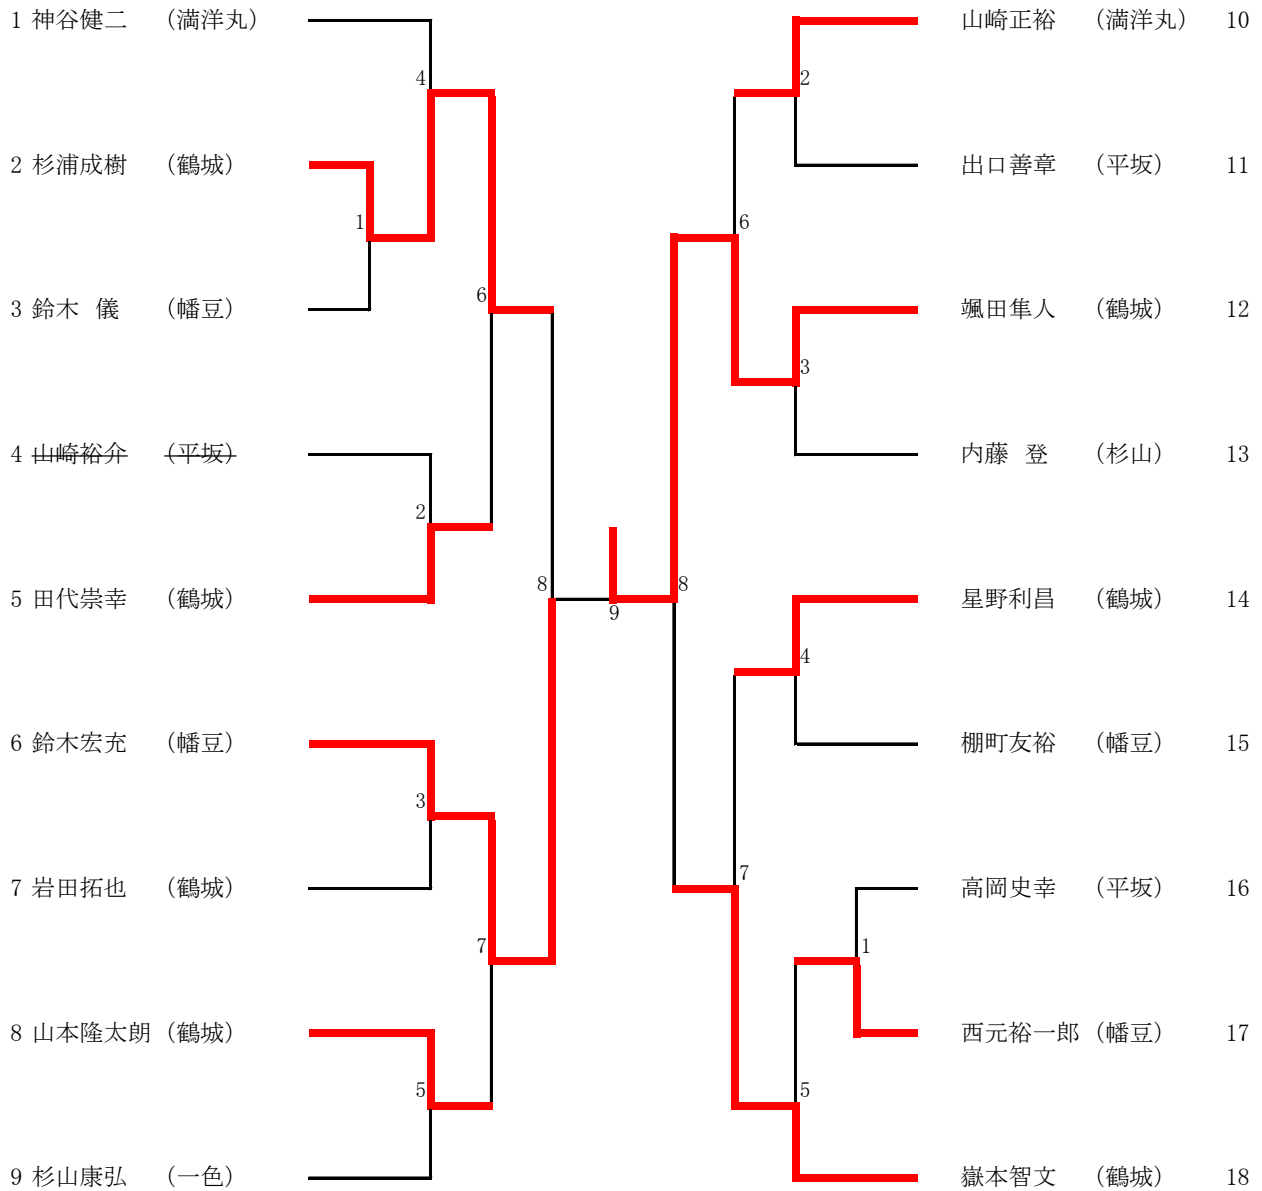 1 神谷健二 （満洋丸）
山崎正裕 （満洋丸） 10
4
2
2 杉浦成樹 （鶴城）
出口善章 （平坂） 11
1
6
3 鈴木 儀 （幡豆）
6
颯田隼人 （鶴城） 12
3
4 山崎裕介 （平坂）
内藤 登 （杉山） 13
2
8
8
5 田代崇幸 （鶴城）
9
星野利昌 （鶴城） 14
4
6 鈴木宏充 （幡豆）
棚町友裕 （幡豆） 15
3
7
7 岩田拓也 （鶴城）
高岡史幸 （平坂） 16
7
1
8 山本隆太朗 （鶴城）
西元裕一郎 （幡豆） 17
5
5
9 杉山康弘 （一色）
嶽本智文 （鶴城） 18